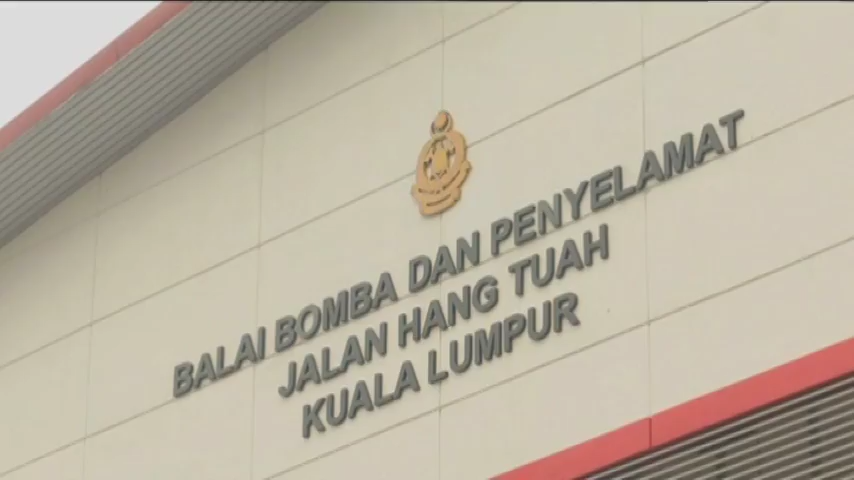 BALAI BOMBA DAN PENYELAMAT
JALAN HANG TUAH
KUALA LUMPUR